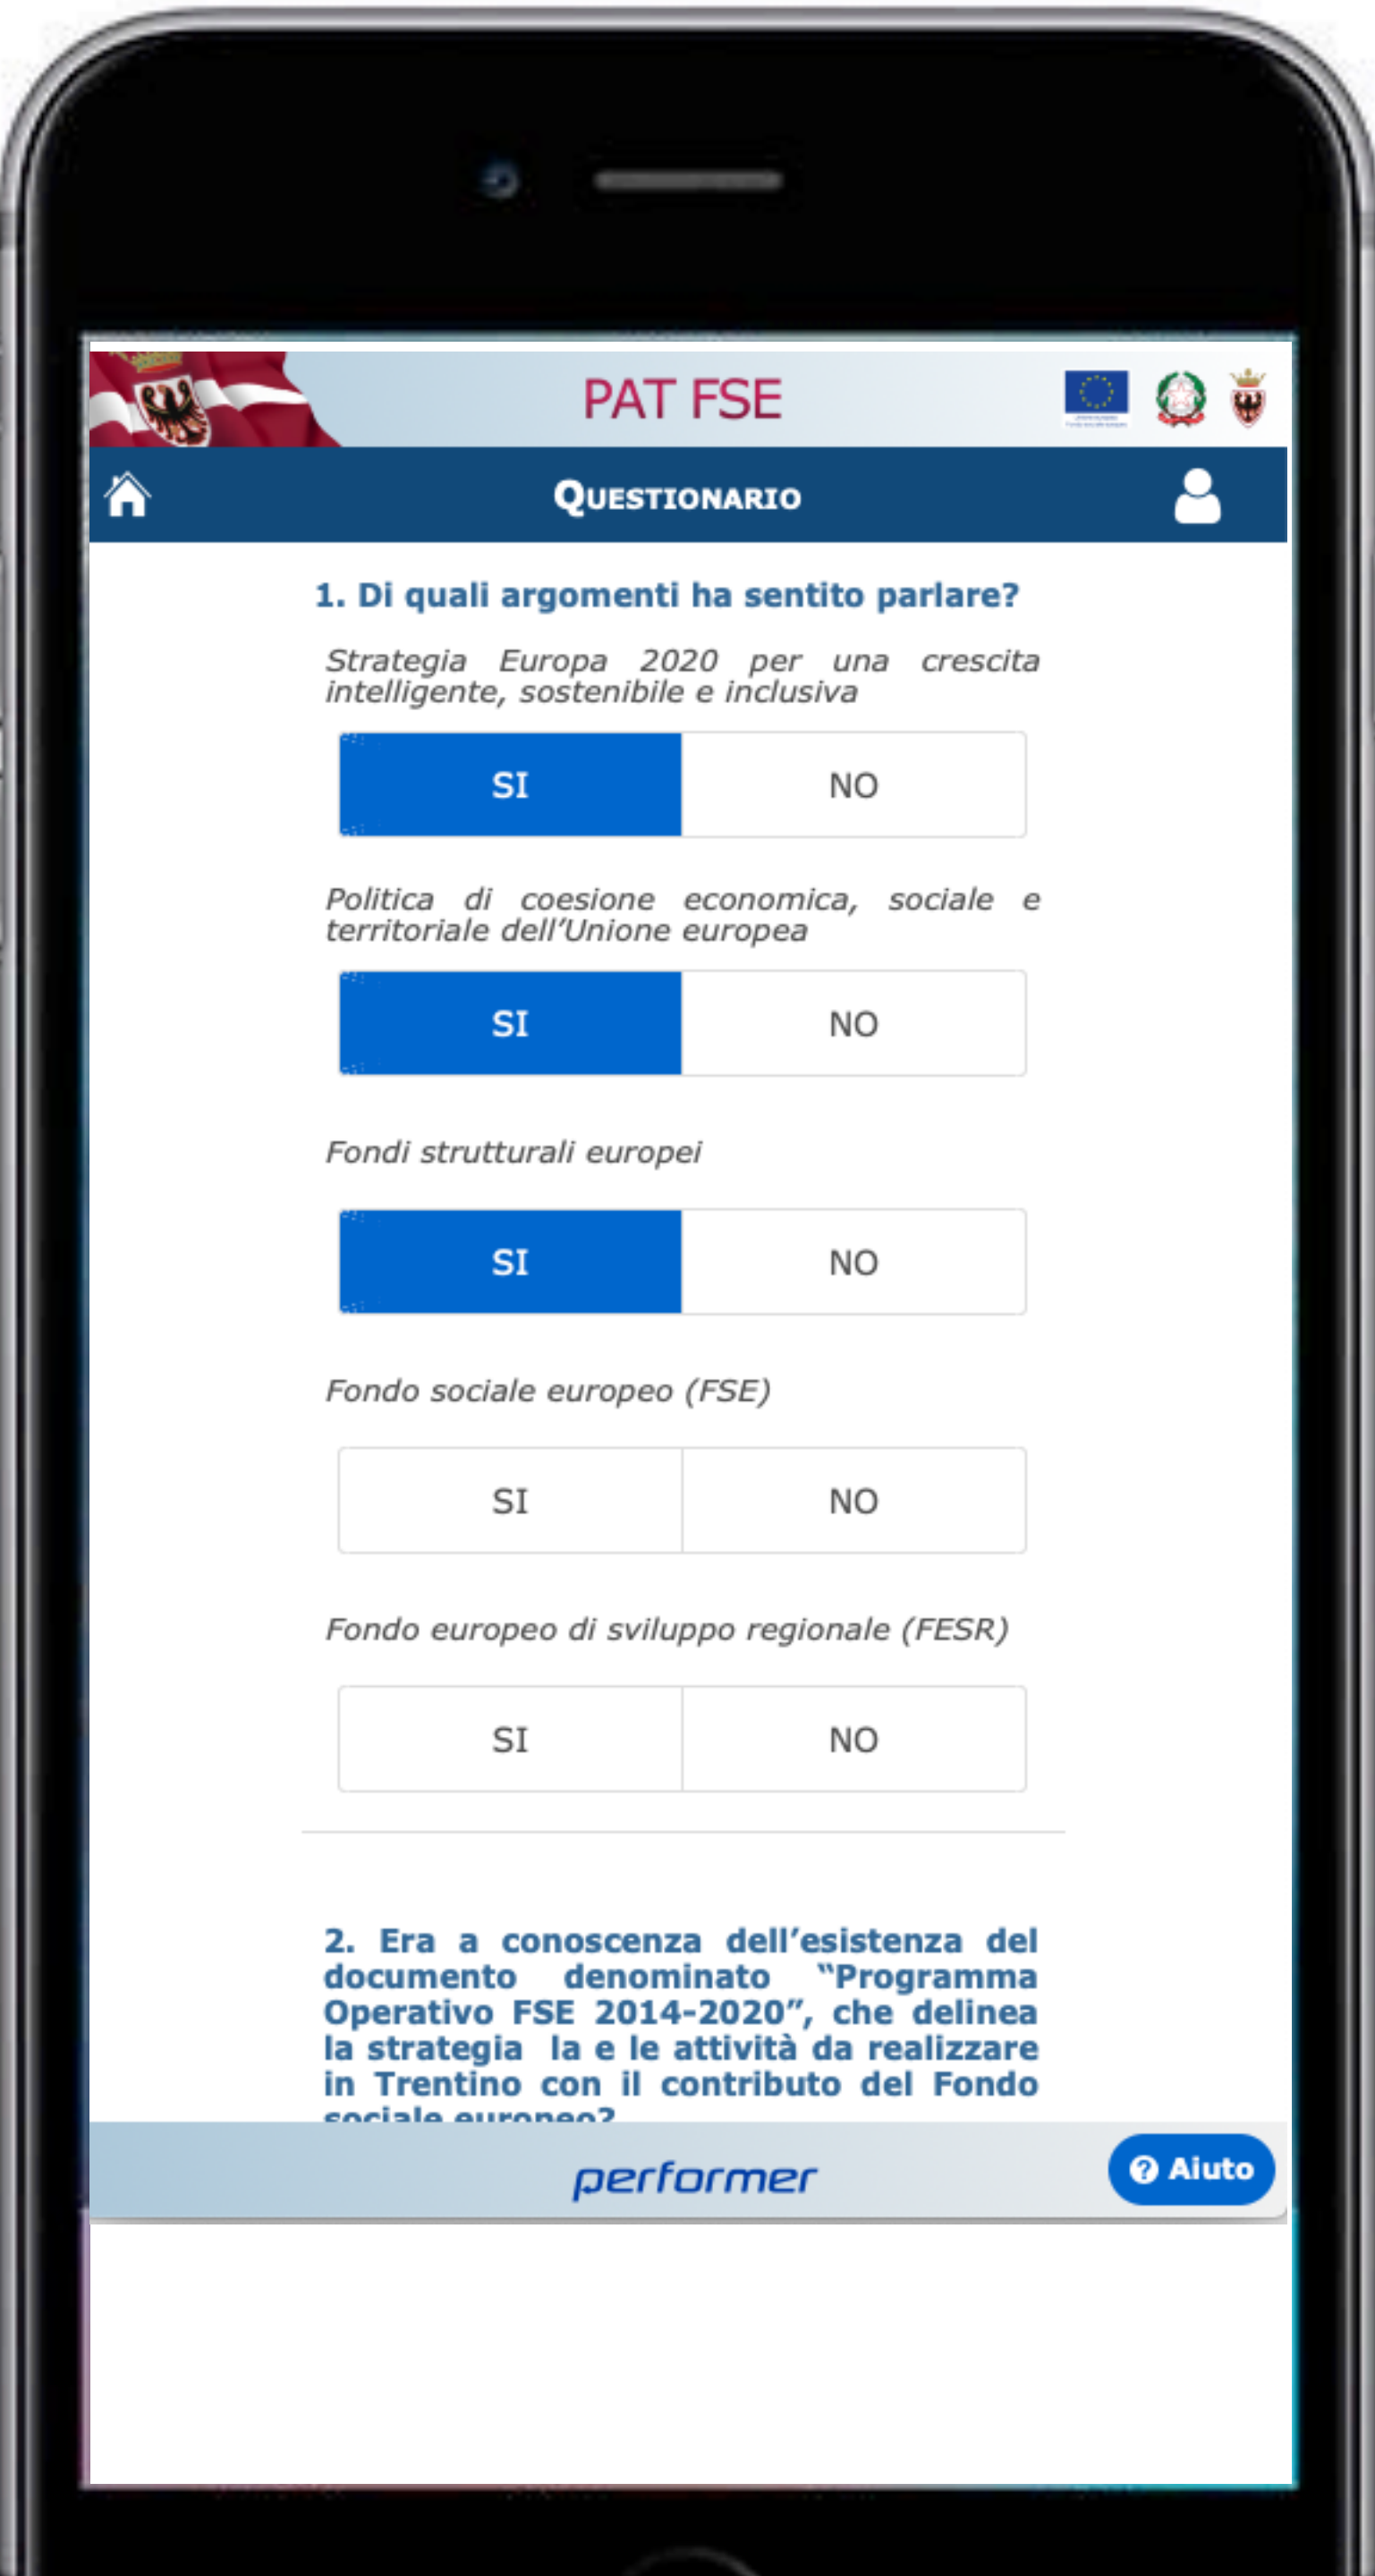 PAT FSE
QUESTIONARIO
1. Di quali argomenti ha sentito parlare?
Strategia Europa 2020 per una crescita
intelligente, sostenibile e inclusiva
SI NO
Politica di coesione economica, sociale e
territoriale dell'Unione europea
SI NO
Fondi strutturali europei
SI NO
Fondo sociale europeo (FSE)
SI NO
Fondo europeo di sviluppo regionale (FESR)
SI NO
2. Era a conoscenza dell'esistenza del
documento denominato “Programma
Operativo FSE 2014-2020”, che delinea
la strategia la e le attività da realizzare
in Trentino con il contributo del Fondo
sociale europeo?
performer
Aiuto